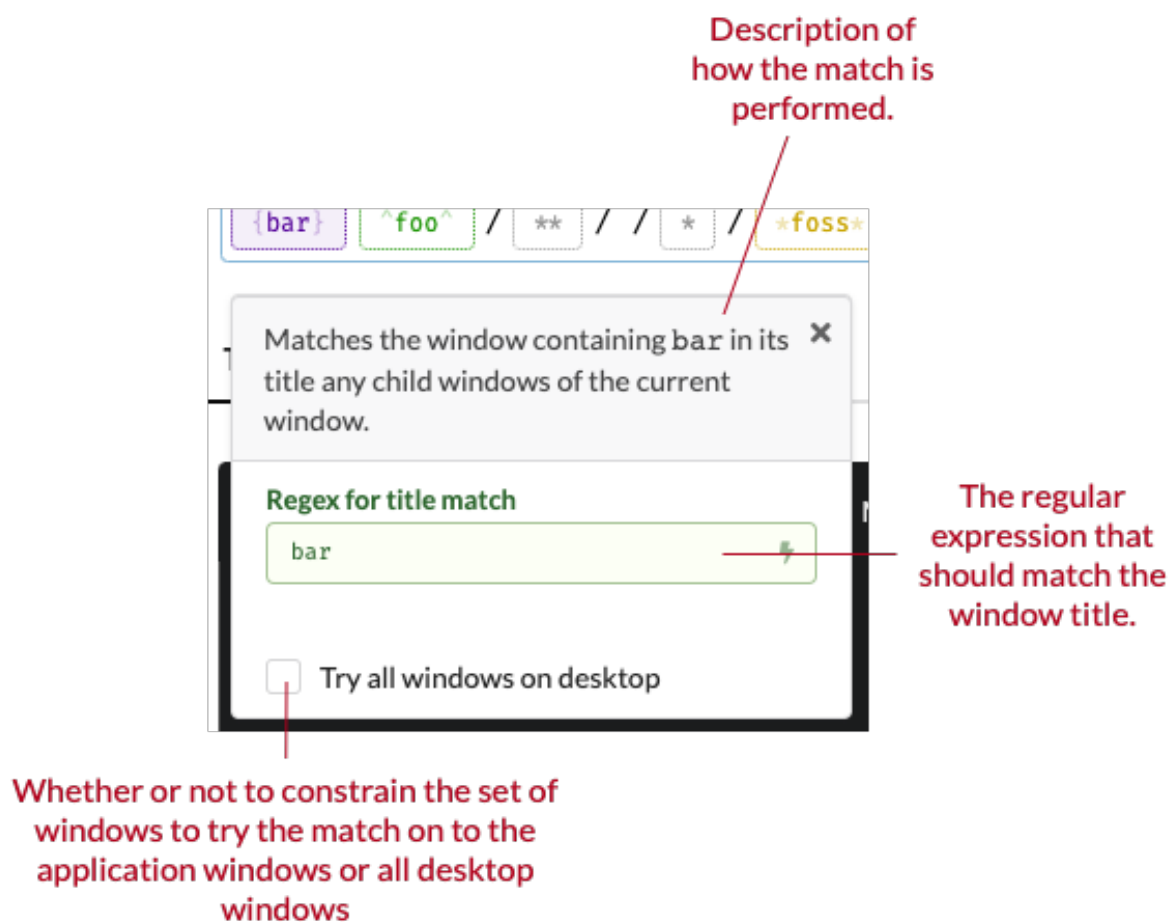 Description of
how the match is
performed.
{bar} ^foo^ / ** / / * / *foss*
Matches the window containing bar in its
title any child windows of the current
window.
Regex for title match
bar
The regular
expression that
should match the
window title.
Try all windows on desktop
Whether or not to constrain the set of
windows to try the match on to the
application windows or all desktop
windows